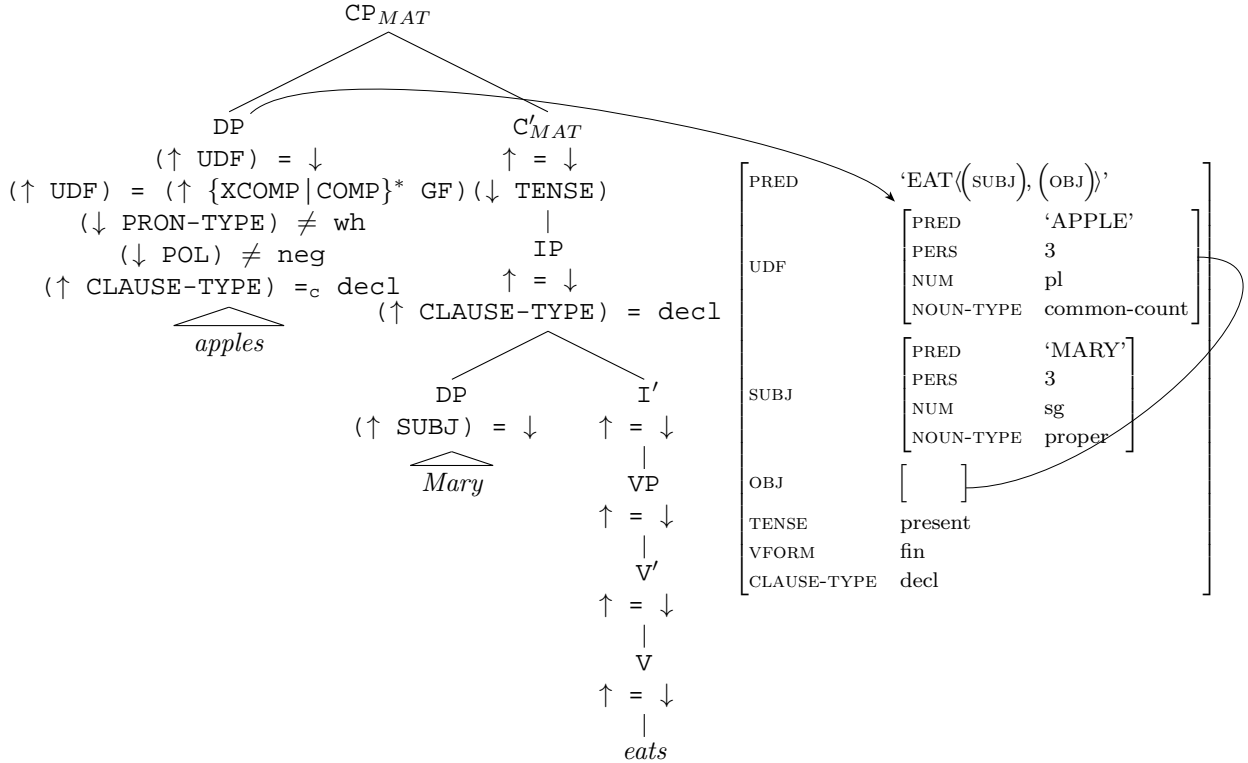 CP_MAT
DP
(↑ UDF) = ↓
(↑ UDF) = (↑ {XCOMP|COMP}* GF)
(↓ PRON-TYPE) ≠ wh
(↓ POL) ≠ neg
(↑ CLAUSE-TYPE) =c decl
apples
C′_MAT
↑ = ↓
(↓ TENSE)
IP
↑ = ↓
(↑ CLAUSE-TYPE) = decl
DP
(↑ SUBJ) = ↓
Mary
I′
↑ = ↓
VP
↑ = ↓
V′
↑ = ↓
V
↑ = ↓
eats
PRED ‘EAT⟨(SUBJ), (OBJ)⟩’
UDF
PRED ‘APPLE’
PERS 3
NUM pl
NOUN-TYPE common-count
SUBJ
PRED ‘MARY’
PERS 3
NUM sg
NOUN-TYPE proper
OBJ [ ]
TENSE present
VFORM fin
CLAUSE-TYPE decl